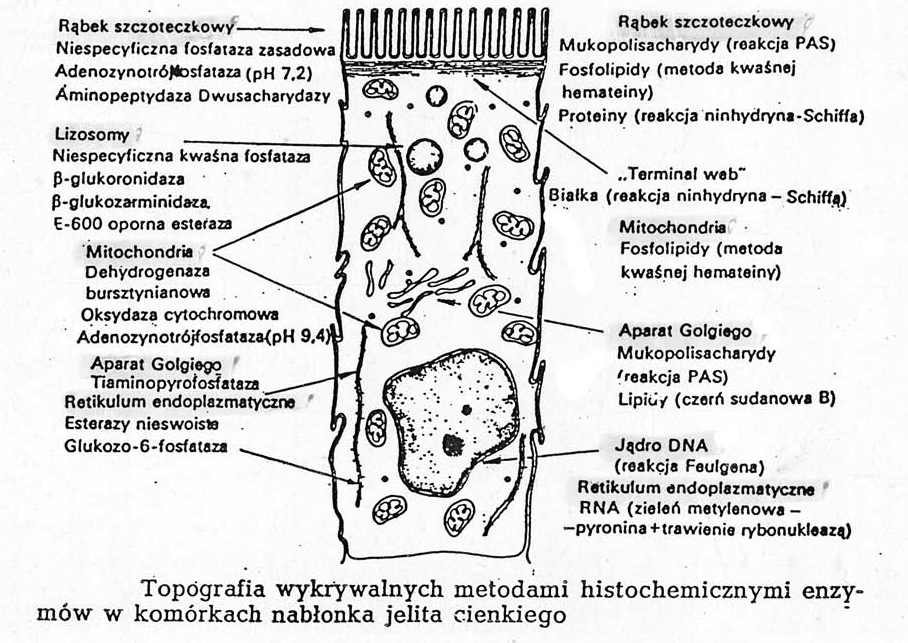 Rąbek szczoteczkowy
Niespecyficzna fosfataza zasadowa
Adenozynotrójfosfataza (pH 7,2)
Aminopeptydaza Dwusacharydazy
Lizosomy
Niespecyficzna kwaśna fosfataza
β-glukoronidaza
β-glukozarminidaza,
E-600 oporna esteraza
Mitochondria
Dehydrogenaza
bursztynianowa
Oksydaza cytochromowa
Adenozynotrójfosfataza(pH 9,4)
Aparat Golgiego
Tiaminopyrofosfataza
Retikulum endoplazmatyczne
Esterazy nieswoiste
Glukozo-6-fosfataza
Rąbek szczoteczkowy
Mukopolisacharydy (reakcja PAS)
Fosfolipidy (metoda kwaśnej
hemateiny)
Proteiny (reakcja ninhydryna-Schiffa)
„Terminal web"
Białka (reakcja ninhydryna – Schiffa)
Mitochondria
Fosfolipidy (metoda
kwaśnej hemateiny)
Aparat Golgiego
Mukopolisacharydy
(reakcja PAS)
Lipidy (czerń sudanowa B)
Jądro DNA
(reakcja Feulgena)
Retikulum endoplazmatyczne
RNA (zieleń metylenowa –
–pyronina+trawienie rybonukleazą)
Topografia wykrywalnych metodami histochemicznymi enzy-
mów w komórkach nabłonka jelita cienkiego